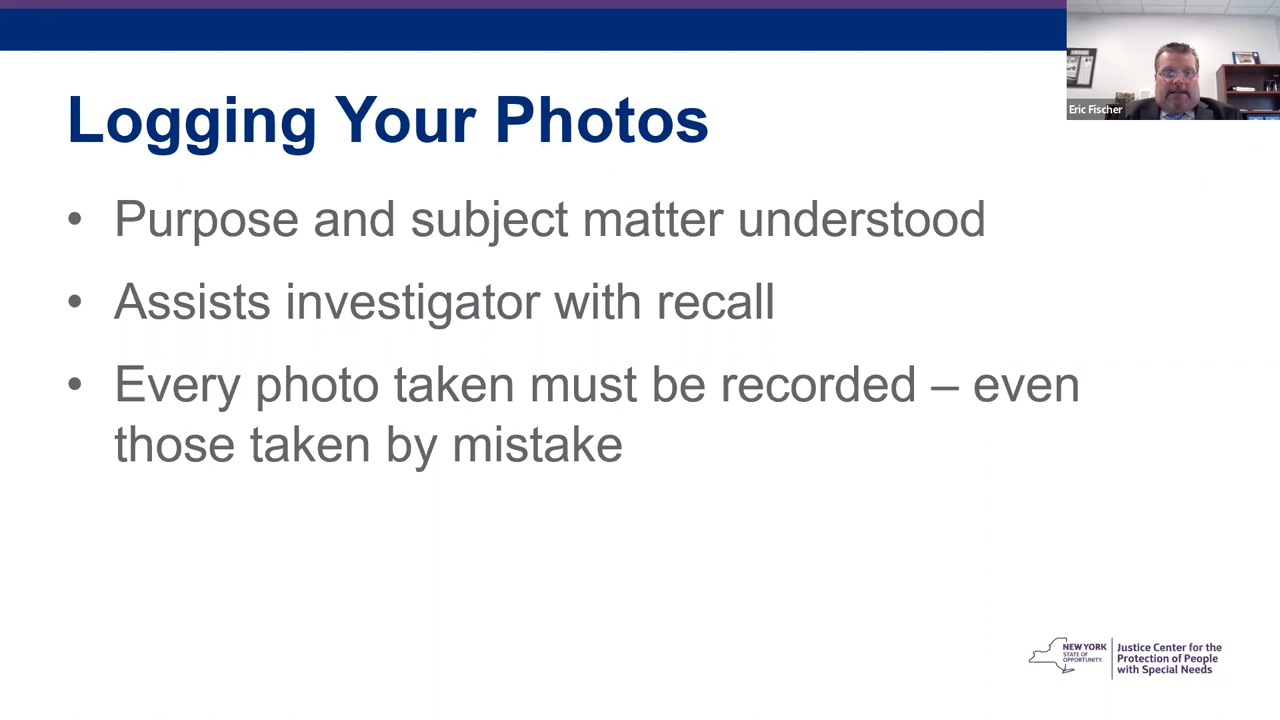 Eric Fischer
Logging Your Photos
• Purpose and subject matter understood
• Assists investigator with recall
• Every photo taken must be recorded – even
those taken by mistake
NEW YORK
STATE OF
OPPORTUNITY.
Justice Center for the
Protection of People
with Special Needs